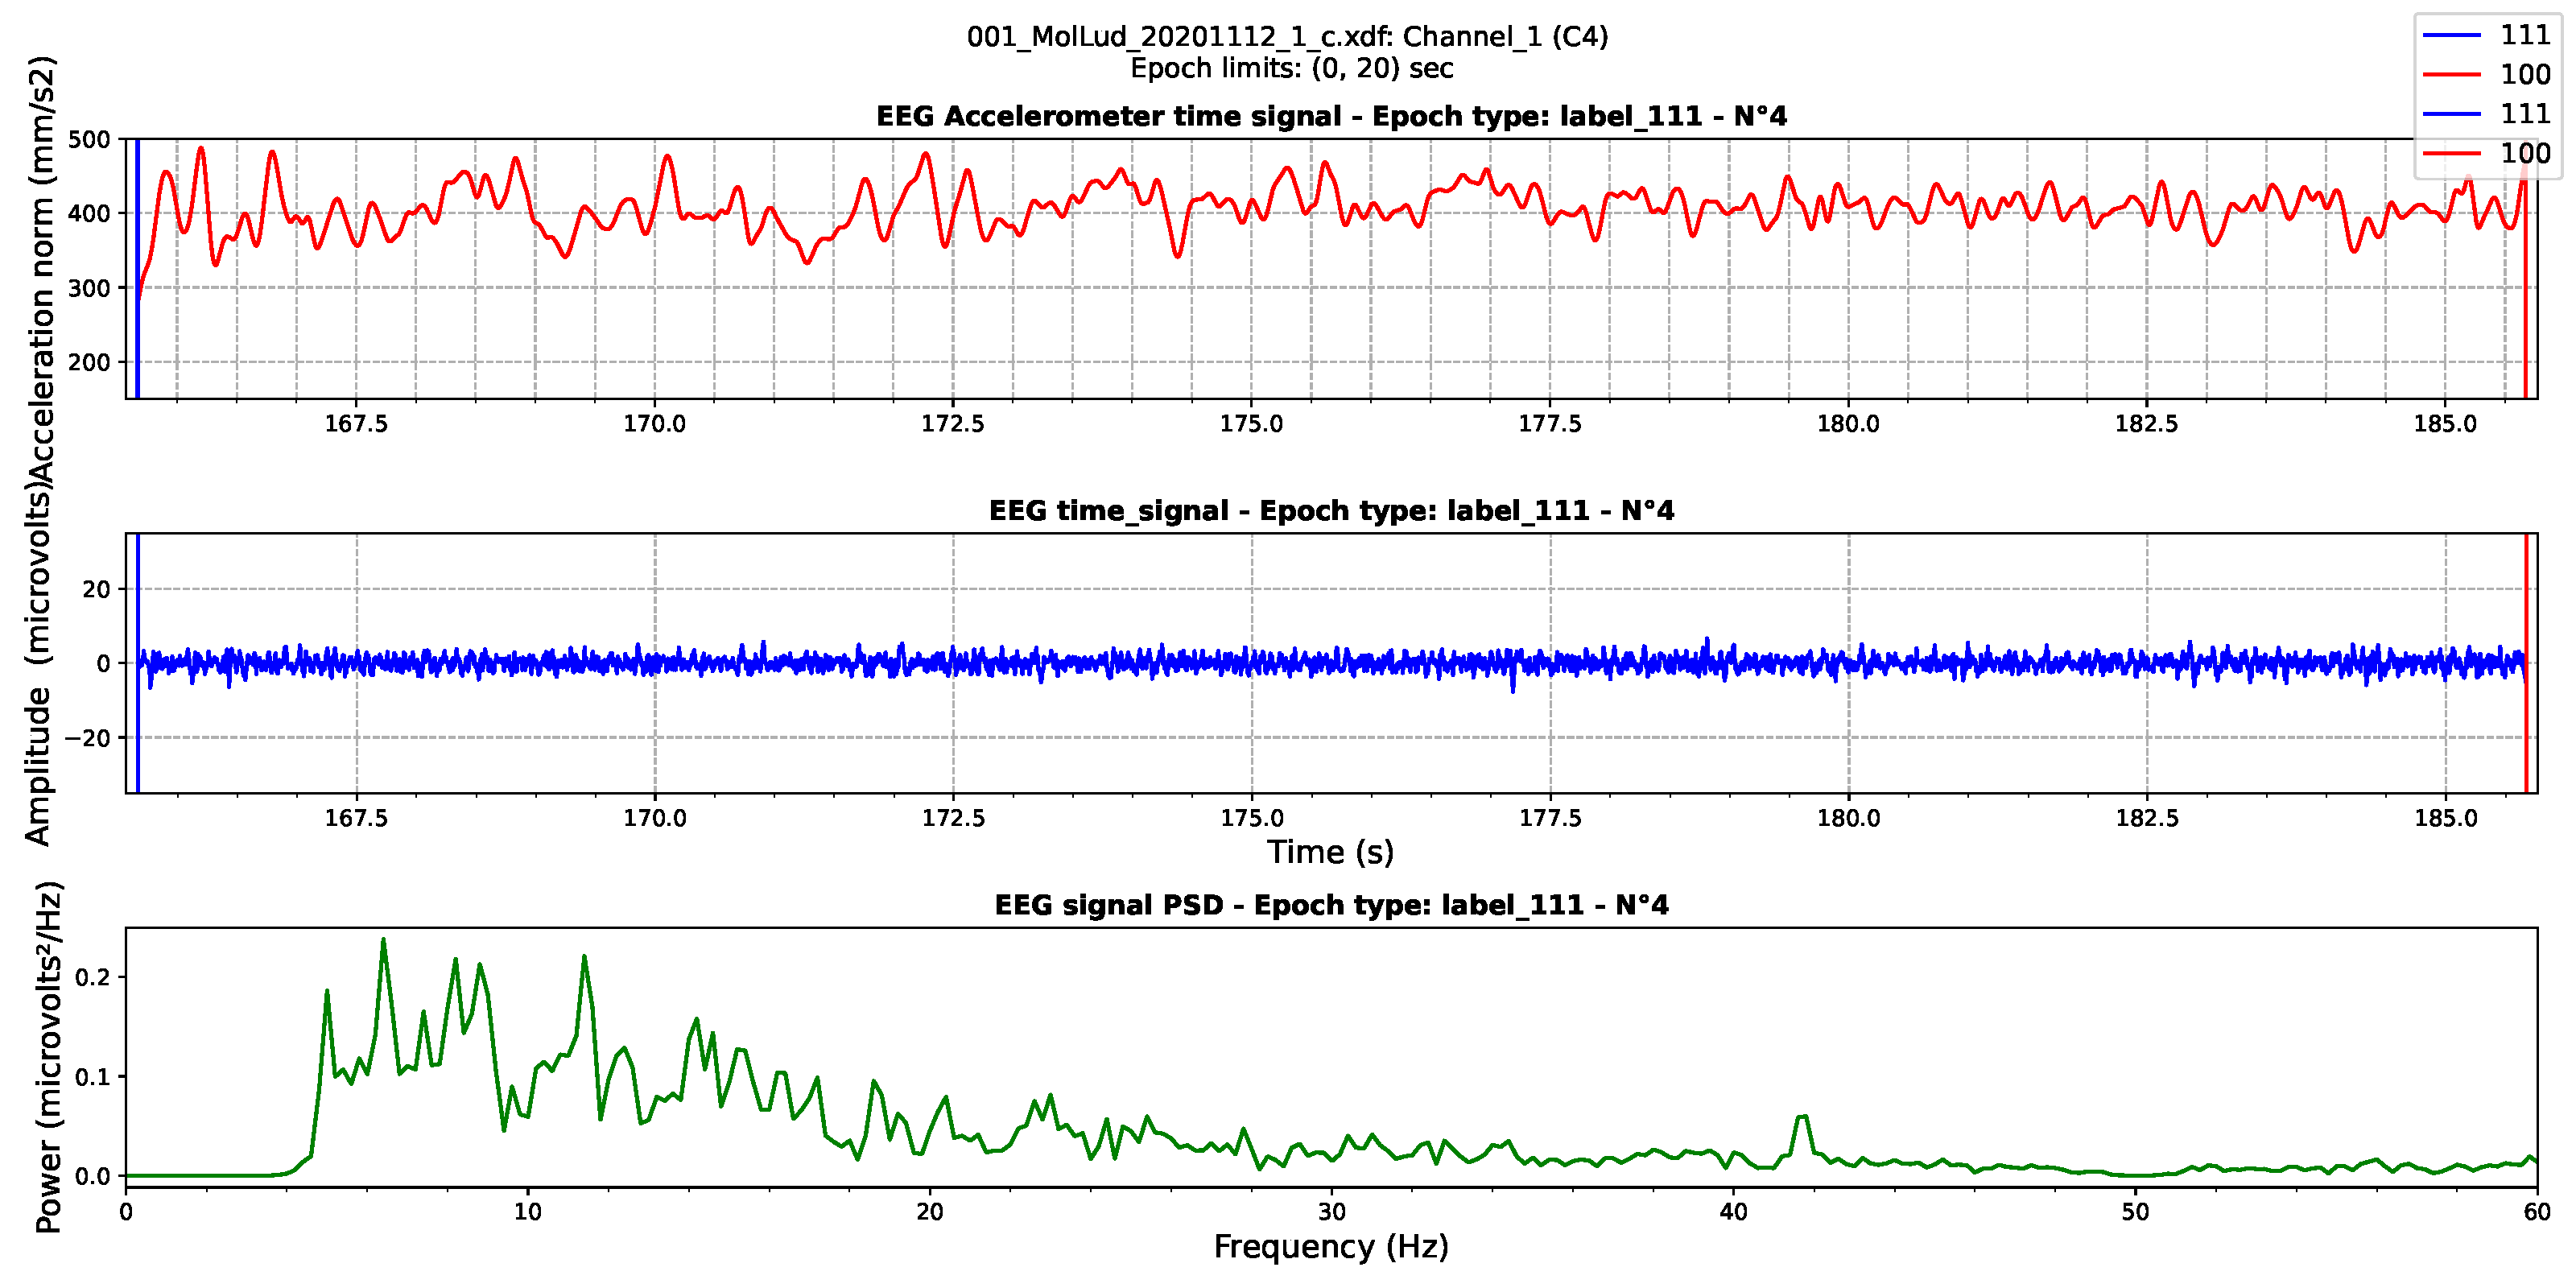 001_MolLud_20201112_1_c.xdf: Channel_1 (C4)
Epoch limits: (0, 20) sec
111
100
111
100
EEG Accelerometer time signal - Epoch type: label_111 - N°4
Acceleration norm (mm/s2)
500
400
300
200
167.5 170.0 172.5 175.0 177.5 180.0 182.5 185.0
EEG time_signal - Epoch type: label_111 - N°4
Amplitude (microvolts)
20
0
−20
167.5 170.0 172.5 175.0 177.5 180.0 182.5 185.0
Time (s)
EEG signal PSD - Epoch type: label_111 - N°4
Power (microvolts²/Hz)
0.2
0.1
0.0
0 10 20 30 40 50 60
Frequency (Hz)